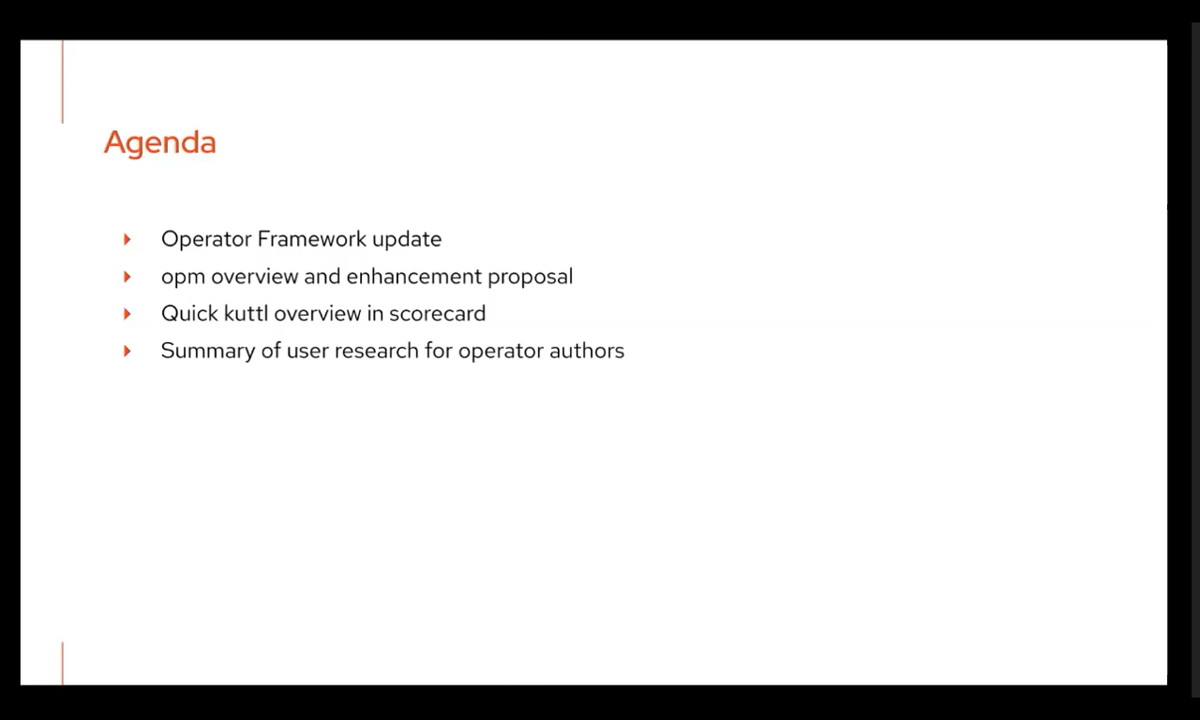 Agenda
Operator Framework update
opm overview and enhancement proposal
Quick kuttl overview in scorecard
Summary of user research for operator authors